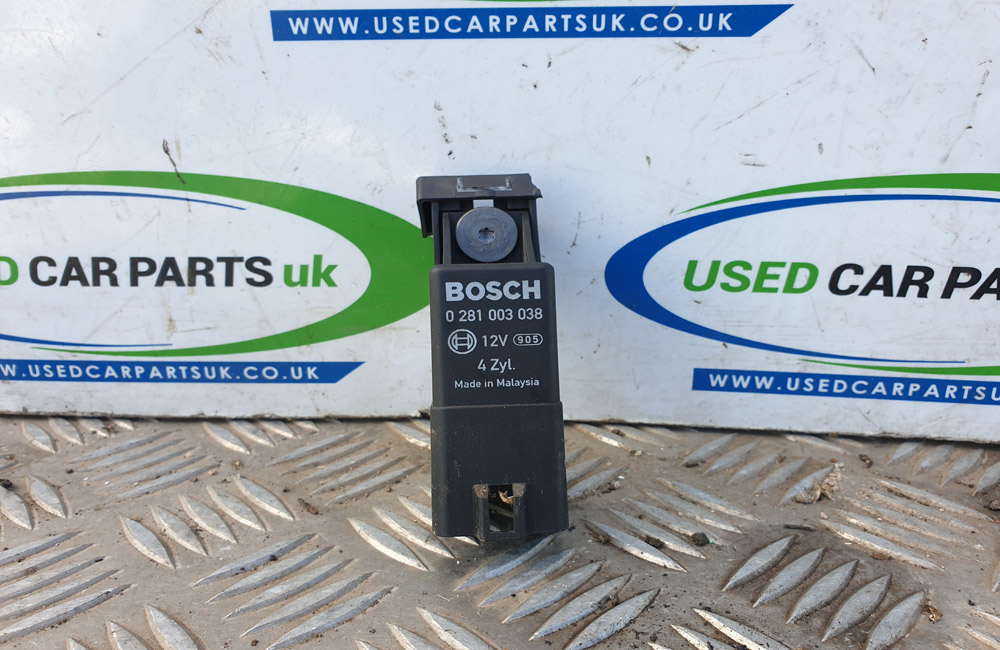 WWW.USEDCARPARTSUK.CO.UK
D CAR PARTS uk
WWW.USEDCARPARTSUK.CO.UK
USED CAR PA
WWW.USEDCARPARTSU
BOSCH
0 281 003 038
12V 905
4 Zyl.
Made in Malaysia